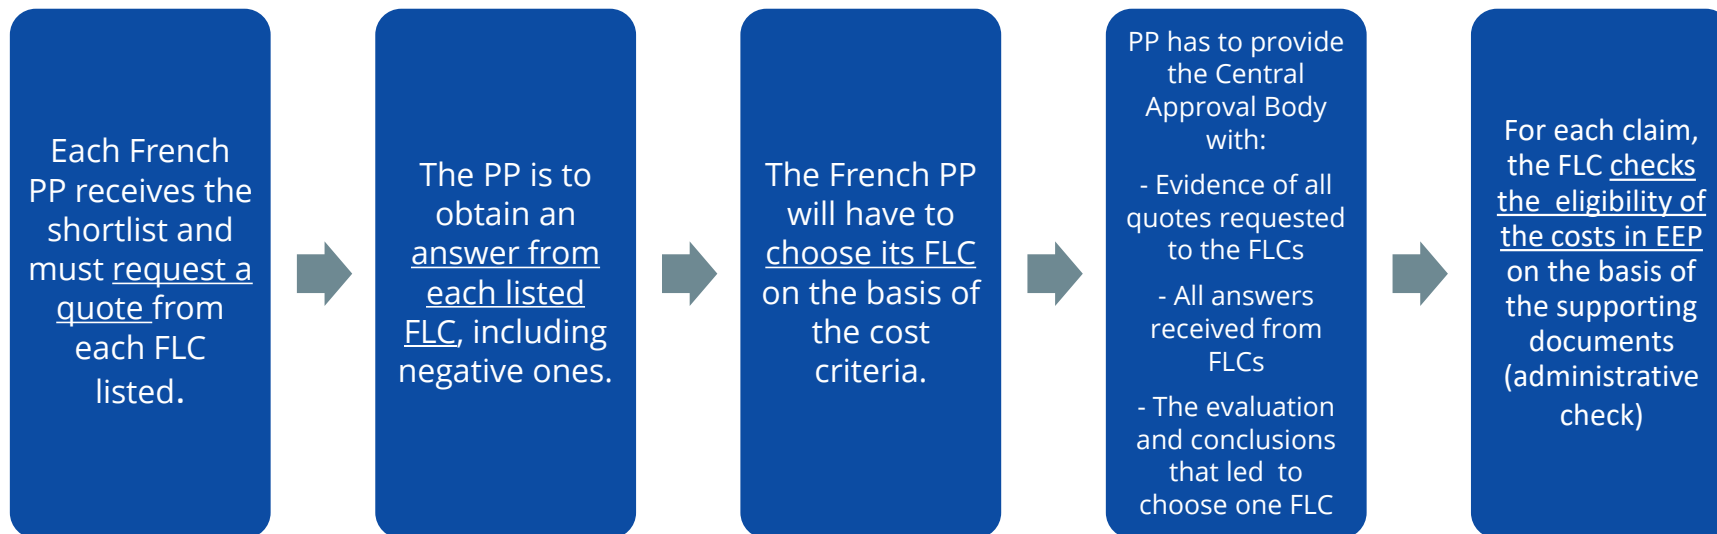 Each French
PP receives the
shortlist and
must request a
quote from
each FLC
listed.
The PP is to
obtain an
answer from
each listed
FLC, including
negative ones.
The French PP
will have to
choose its FLC
on the basis of
the cost
criteria.
PP has to provide
the Central
Approval Body
with:
- Evidence of all
quotes requested
to the FLCs
- All answers
received from
FLCs
- The evaluation
and conclusions
that led to
choose one FLC
For each claim,
the FLC checks
the eligibility of
the costs in EEP
on the basis of
the supporting
documents
(administrative
check)